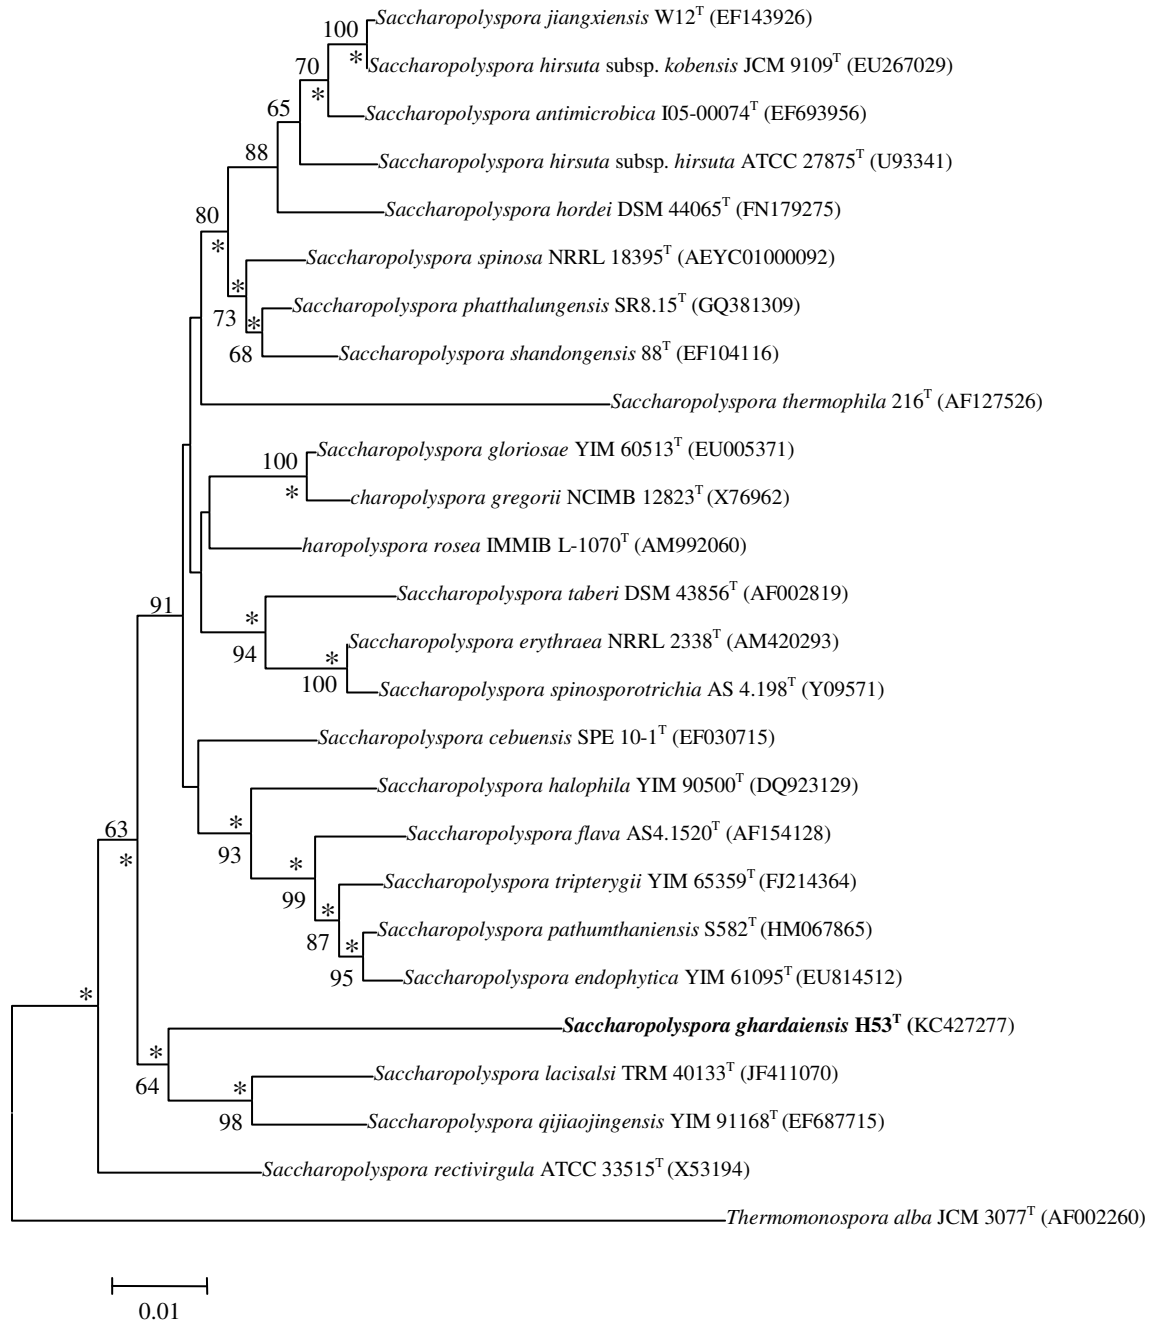 Saccharopolyspora jiangxiensis W12T (EF143926)
100
*
Saccharopolyspora hirsuta subsp. kobensis JCM 9109T (EU267029)
70
*
Saccharopolyspora antimicrobica I05-00074T (EF693956)
65
Saccharopolyspora hirsuta subsp. hirsuta ATCC 27875T (U93341)
88
Saccharopolyspora hordei DSM 44065T (FN179275)
80
*
Saccharopolyspora spinosa NRRL 18395T (AEYC01000092)
*
73
Saccharopolyspora phatthalungensis SR8.15T (GQ381309)
*
68
Saccharopolyspora shandongensis 88T (EF104116)
Saccharopolyspora thermophila 216T (AF127526)
Saccharopolyspora gloriosae YIM 60513T (EU005371)
100
*
charopolyspora gregorii NCIMB 12823T (X76962)
haropolyspora rosea IMMIB L-1070T (AM992060)
Saccharopolyspora taberi DSM 43856T (AF002819)
91
*
94
Saccharopolyspora erythraea NRRL 2338T (AM420293)
*
100
Saccharopolyspora spinosporotrichia AS 4.198T (Y09571)
Saccharopolyspora cebuensis SPE 10-1T (EF030715)
Saccharopolyspora halophila YIM 90500T (DQ923129)
*
93
63
*
Saccharopolyspora flava AS4.1520T (AF154128)
*
99
Saccharopolyspora tripterygii YIM 65359T (FJ214364)
*
87
Saccharopolyspora pathumthaniensis S582T (HM067865)
*
95
Saccharopolyspora endophytica YIM 61095T (EU814512)
*
Saccharopolyspora ghardaiensis H53T (KC427277)
*
64
Saccharopolyspora lacisalsi TRM 40133T (JF411070)
*
98
Saccharopolyspora qijiaojingensis YIM 91168T (EF687715)
Saccharopolyspora rectivirgula ATCC 33515T (X53194)
Thermomonospora alba JCM 3077T (AF002260)
0.01